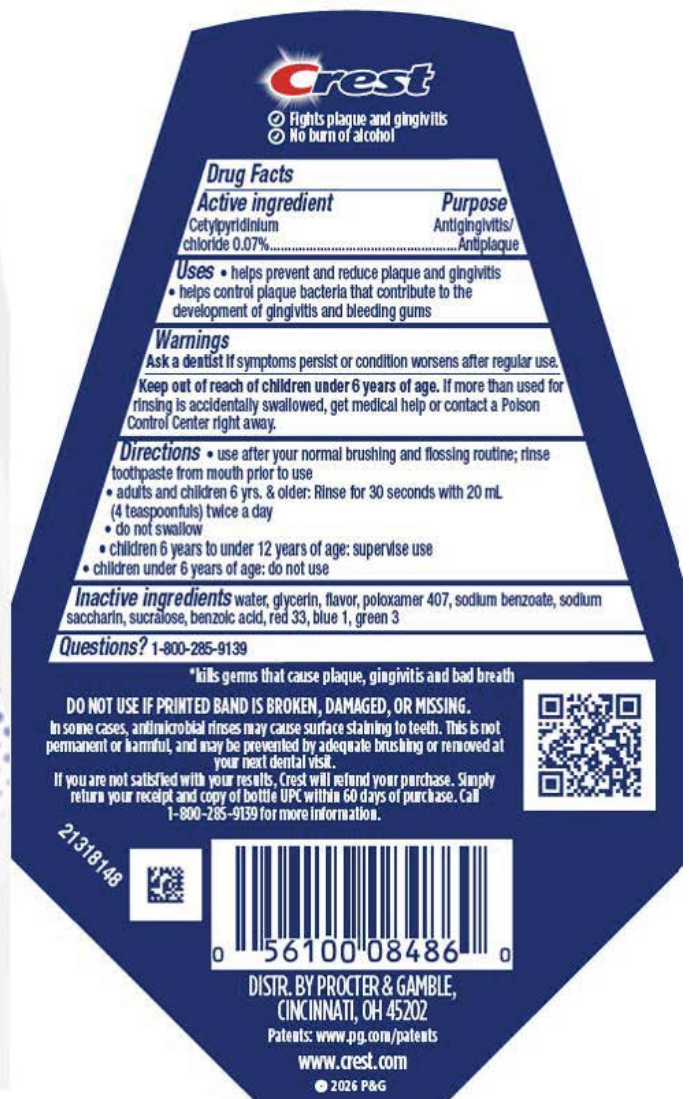 Crest
Fights plaque and gingivitis
No burn of alcohol
Drug Facts
Active ingredient Purpose
Cetylpyridinium Antigingivitis/
chloride 0.07%..........................................................Antiplaque
Uses • helps prevent and reduce plaque and gingivitis
• helps control plaque bacteria that contribute to the
development of gingivitis and bleeding gums
Warnings
Ask a dentist if symptoms persist or condition worsens after regular use.
Keep out of reach of children under 6 years of age. If more than used for
rinsing is accidentally swallowed, get medical help or contact a Poison
Control Center right away.
Directions • use after your normal brushing and flossing routine; rinse
toothpaste from mouth prior to use
• adults and children 6 yrs. & older: Rinse for 30 seconds with 20 mL
(4 teaspoonfuls) twice a day
• do not swallow
• children 6 years to under 12 years of age: supervise use
• children under 6 years of age: do not use
Inactive ingredients water, glycerin, flavor, poloxamer 407, sodium benzoate, sodium
saccharin, sucralose, benzoic acid, red 33, blue 1, green 3
Questions? 1-800-285-9139
*kills germs that cause plaque, gingivitis and bad breath
DO NOT USE IF PRINTED BAND IS BROKEN, DAMAGED, OR MISSING.
In some cases, antimicrobial rinses may cause surface staining to teeth. This is not
permanent or harmful, and may be prevented by adequate brushing or removed at
your next dental visit.
If you are not satisfied with your results, Crest will refund your purchase. Simply
return your receipt and copy of bottle UPC within 60 days of purchase. Call
1-800-285-9139 for more information.
21318148
0 56100 08486 0
DISTR. BY PROCTER & GAMBLE,
CINCINNATI, OH 45202
Patents: www.pg.com/patents
www.crest.com
© 2026 P&G